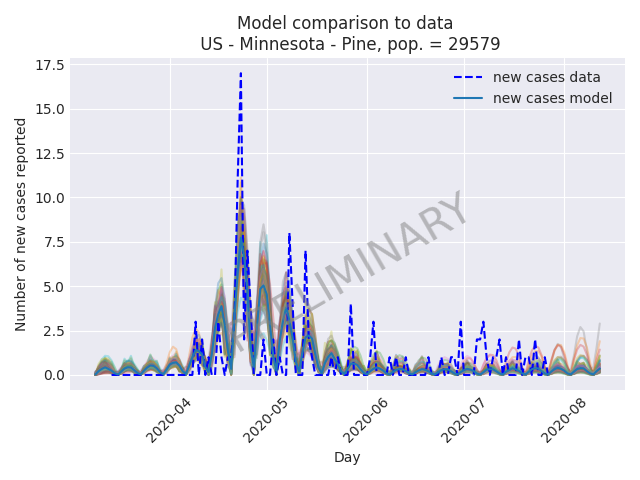 Model comparison to data
US - Minnesota - Pine, pop. = 29579
new cases data
new cases model
Number of new cases reported
17.5
15.0
12.5
10.0
7.5
5.0
2.5
0.0
PRELIMINARY
2020-04
2020-05
2020-06
2020-07
2020-08
Day